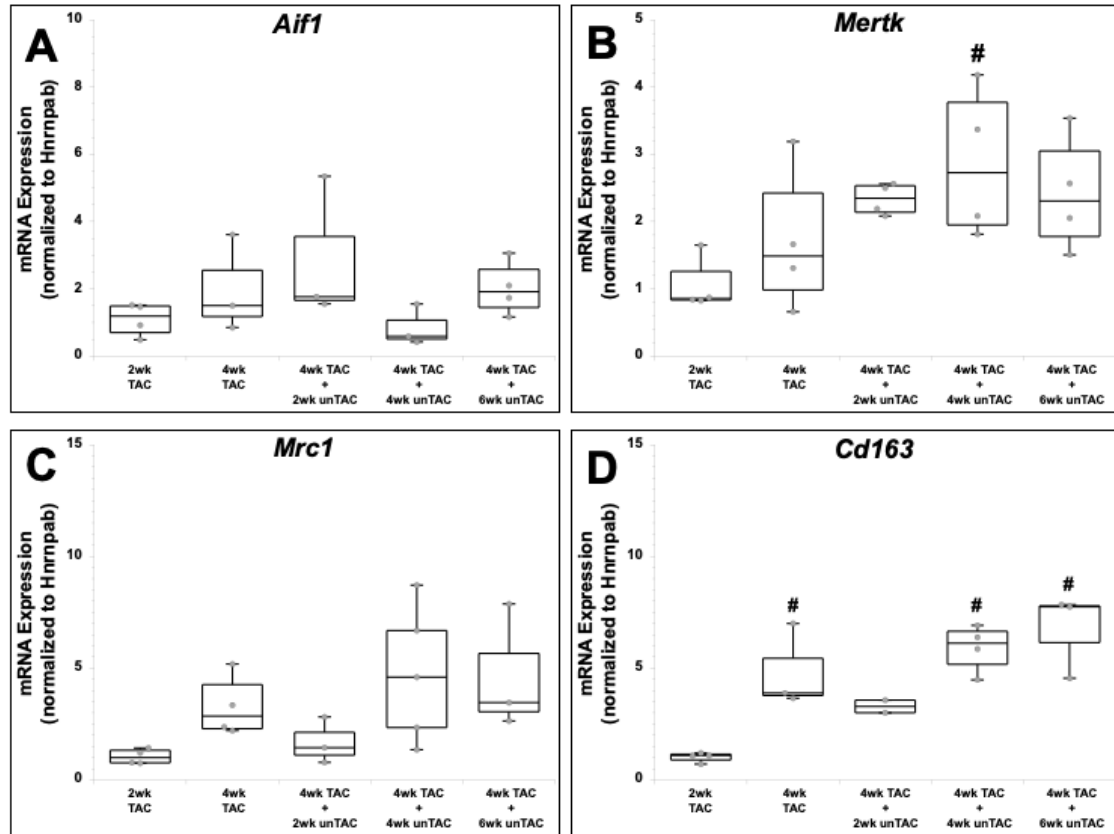 A
Aif1
mRNA Expression
(normalized to Hnrnpab)
10
8
6
4
2
0
2wk
TAC
4wk
TAC
4wk TAC
+
2wk unTAC
4wk TAC
+
4wk unTAC
4wk TAC
+
6wk unTAC
B
Mertk
mRNA Expression
(normalized to Hnrnpab)
5
4
3
2
1
0
#
2wk
TAC
4wk
TAC
4wk TAC
+
2wk unTAC
4wk TAC
+
4wk unTAC
4wk TAC
+
6wk unTAC
C
Mrc1
mRNA Expression
(normalized to Hnrnpab)
15
10
5
0
2wk
TAC
4wk
TAC
4wk TAC
+
2wk unTAC
4wk TAC
+
4wk unTAC
4wk TAC
+
6wk unTAC
D
Cd163
mRNA Expression
(normalized to Hnrnpab)
15
10
5
0
#
#
#
2wk
TAC
4wk
TAC
4wk TAC
+
2wk unTAC
4wk TAC
+
4wk unTAC
4wk TAC
+
6wk unTAC